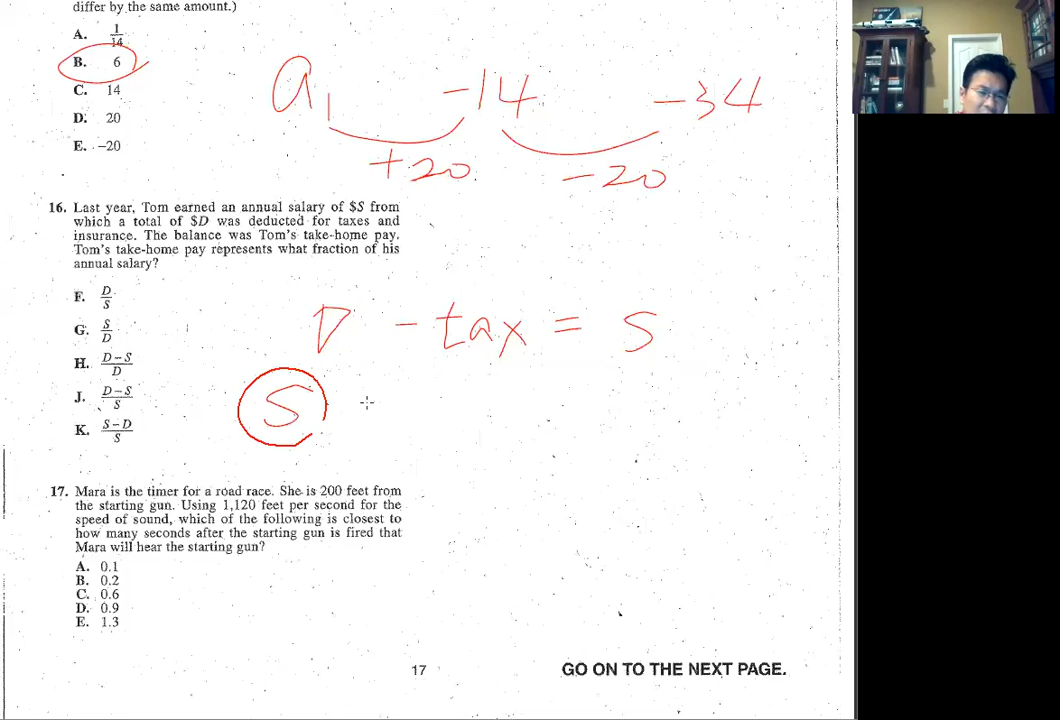 differ by the same amount.)
A. 1/14
B. 6
C. 14
D. 20
E. -20
a1 -14 -34
+20 -20
16. Last year, Tom earned an annual salary of $S from
which a total of $D was deducted for taxes and
insurance. The balance was Tom's take-home pay.
Tom's take-home pay represents what fraction of his
annual salary?
F. D/S
G. S/D
H. D-S/D
J. D-S/S
K. S-D/S
D - tax = S
S
17. Mara is the timer for a road race. She is 200 feet from
the starting gun. Using 1,120 feet per second for the
speed of sound, which of the following is closest to
how many seconds after the starting gun is fired that
Mara will hear the starting gun?
A. 0.1
B. 0.2
C. 0.6
D. 0.9
E. 1.3
17
GO ON TO THE NEXT PAGE.